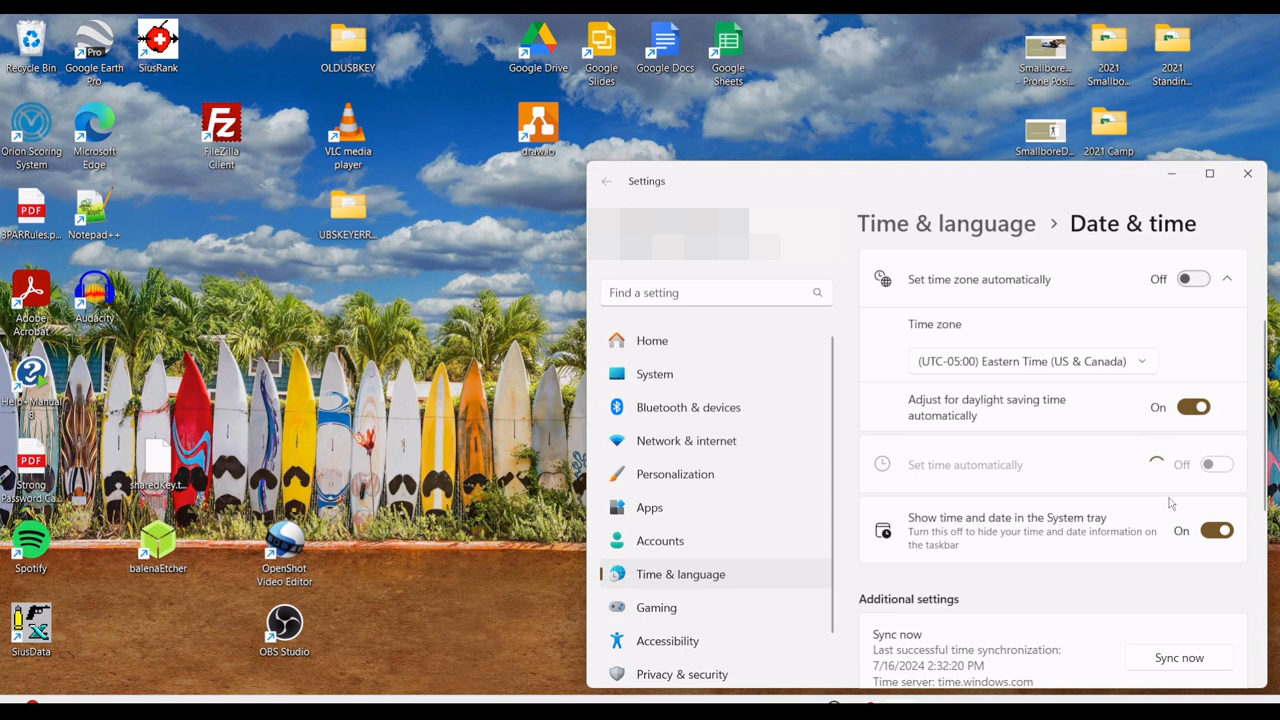 Recycle Bin
Google Earth
Pro
SiusRank
OLDUSBKEY
Google Drive
Google
Slides
Google Docs
Google
Sheets
Smallbore...
- Prone Posi...
2021
Smallbo...
2021
Standin...
Orion Scoring
System
Microsoft
Edge
FileZilla
Client
VLC media
player
draw.io
SmallboreD...
2021 Camp
3PARRules.p...
Notepad++
UBSKEYERR...
Adobe
Acrobat
Audacity
Help - Manual
8
Strong
Password Ca...
sharedKey.t...
Spotify
balenaEtcher
OpenShot
Video Editor
SiusData
OBS Studio
Settings
Find a setting
Home
System
Bluetooth & devices
Network & internet
Personalization
Apps
Accounts
Time & language
Gaming
Accessibility
Privacy & security
Time & language > Date & time
Set time zone automatically Off
Time zone
(UTC-05:00) Eastern Time (US & Canada)
Adjust for daylight saving time
automatically
On
Set time automatically Off
Show time and date in the System tray
Turn this off to hide your time and date information on
the taskbar
On
Additional settings
Sync now
Last successful time synchronization:
7/16/2024 2:32:20 PM
Time server: time.windows.com
Sync now